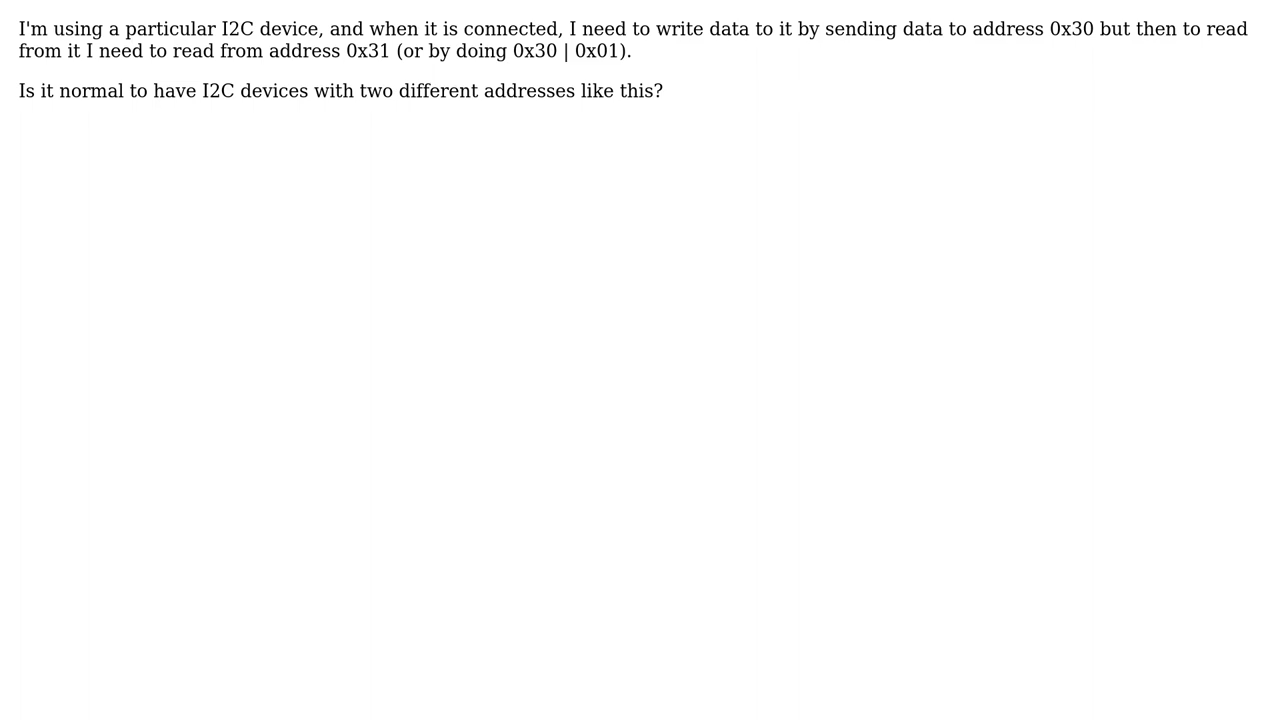 I'm using a particular I2C device, and when it is connected, I need to write data to it by sending data to address 0x30 but then to read
from it I need to read from address 0x31 (or by doing 0x30 | 0x01).
Is it normal to have I2C devices with two different addresses like this?